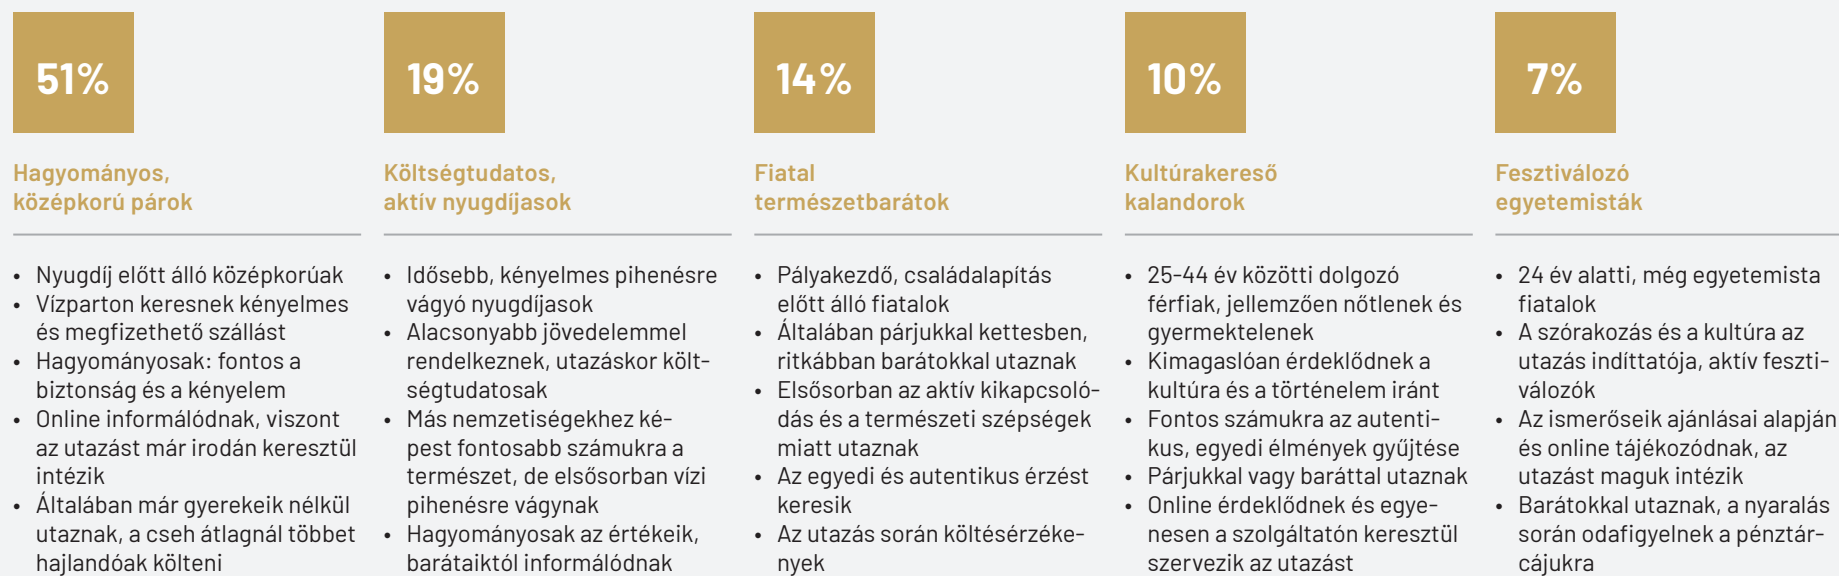 51%
Hagyományos,
középkorú párok
• Nyugdíj előtt álló középkorúak
• Vízparton keresnek kényelmes
és megfizethető szállást
• Hagyományosak: fontos a
biztonság és a kényelem
• Online informálódnak, viszont
az utazást már irodán keresztül
intézik
• Általában már gyerekeik nélkül
utaznak, a cseh átlagnál többet
hajlandóak költeni
19%
Költségtudatos,
aktív nyugdíjasok
• Idősebb, kényelmes pihenésre
vágyó nyugdíjasok
• Alacsonyabb jövedelemmel
rendelkeznek, utazáskor költ-
ségtudatosak
• Más nemzetiségekhez ké-
pest fontosabb számukra a
természet, de elsősorban vízi
pihenésre vágynak
• Hagyományosak az értékeik,
barátaiktól informálódnak
14%
Fiatal
természetbarátok
• Pályakezdő, családalapítás
előtt álló fiatalok
• Általában párjukkal kettesben,
ritkábban barátokkal utaznak
• Elsősorban az aktív kikapcsoló-
dás és a természeti szépségek
miatt utaznak
• Az egyedi és autentikus érzést
keresik
• Az utazás során költésérzéke-
nyek
10%
Kultúrakereső
kalandorok
• 25-44 év közötti dolgozó
férfiak, jellemzően nőtlenek és
gyermektelenek
• Kimagaslóan érdeklődnek a
kultúra és a történelem iránt
• Fontos számukra az autenti-
kus, egyedi élmények gyűjtése
• Párjukkal vagy baráttal utaznak
• Online érdeklődnek és egye-
nesen a szolgáltatón keresztül
szervezik az utazást
7%
Fesztiválozó
egyetemisták
• 24 év alatti, még egyetemista
fiatalok
• A szórakozás és a kultúra az
utazás indíttatója, aktív feszti-
válozók
• Az ismerőseik ajánlásai alapján
és online tájékozódnak, az
utazást maguk intézik
• Barátokkal utaznak, a nyaralás
során odafigyelnek a pénztár-
cájukra